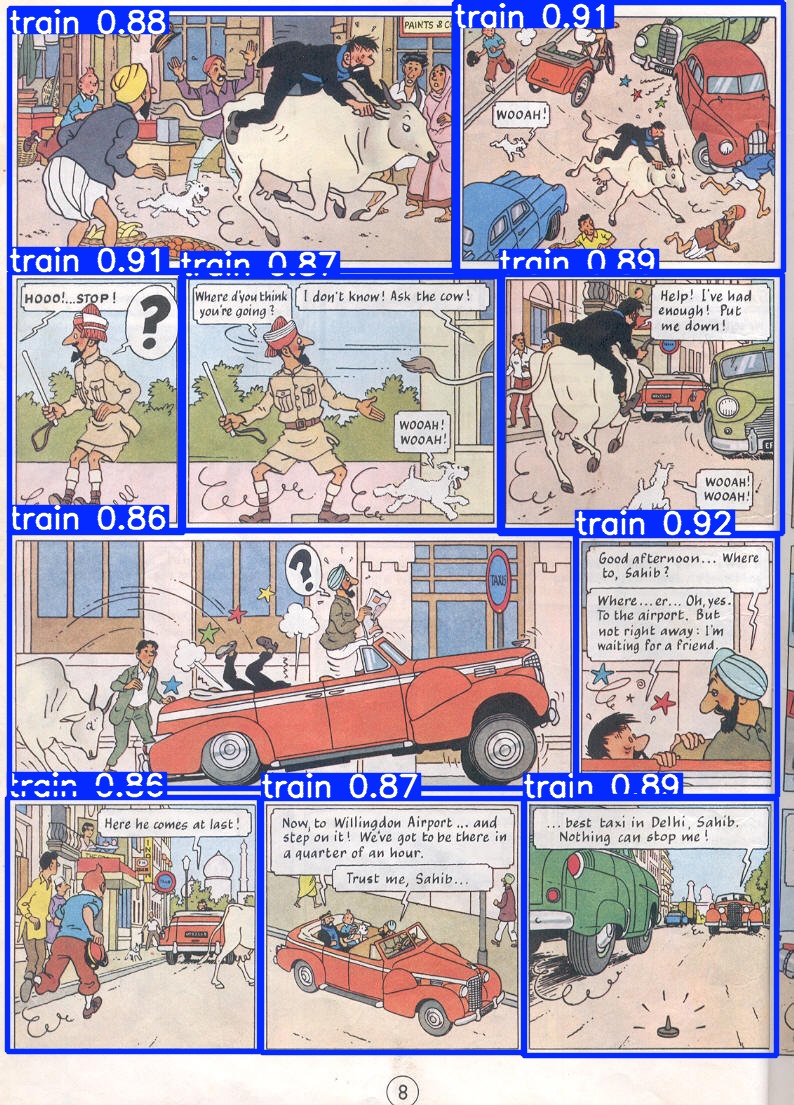 train 0.88
PAINTS & C
train 0.91
WOOAH!
train 0.91
HOOO!...STOP!
?
train 0.87
Where d'you think
you're going?
I don't know! Ask the cow!
WOOAH!
WOOAH!
train 0.89
Help! I've had
enough! Put
me down!
WOOAH!
WOOAH!
train 0.86
?
TAXIS
train 0.92
Good afternoon... Where
to, Sahib?
Where...er... Oh, yes.
To the airport. But
not right away: I'm
waiting for a friend.
train 0.86
Here he comes at last!
train 0.87
Now, to Willingdon Airport ... and
step on it! We've got to be there in
a quarter of an hour.
Trust me, Sahib...
train 0.89
...best taxi in Delhi, Sahib.
Nothing can stop me!
8